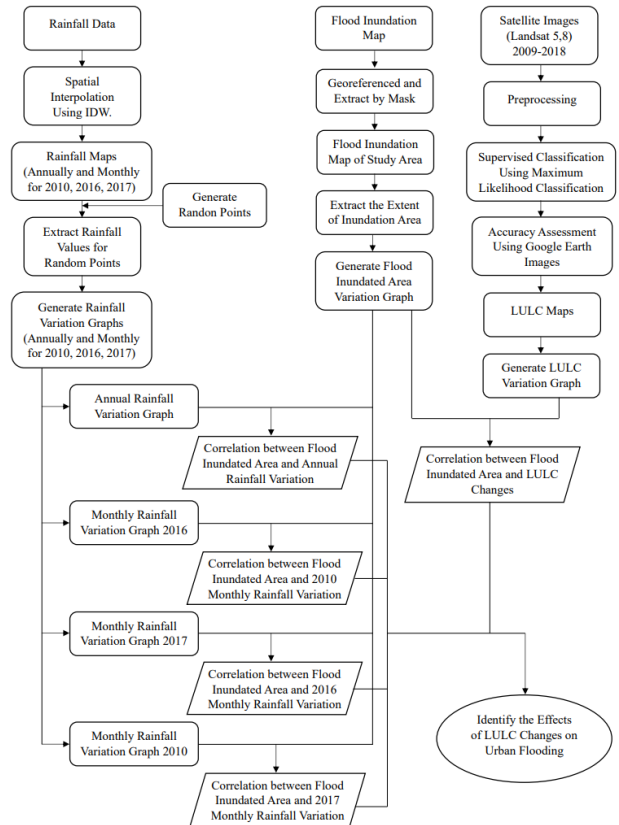 Rainfall Data
Spatial
Interpolation
Using IDW.
Rainfall Maps
(Annually and Monthly
for 2010, 2016, 2017)
Generate
Randon Points
Extract Rainfall
Values for
Random Points
Generate Rainfall
Variation Graphs
(Annually and Monthly
for 2010, 2016, 2017)
Flood Inundation
Map
Georeferenced and
Extract by Mask
Flood Inundation
Map of Study Area
Extract the Extent
of Inundation Area
Generate Flood
Inundated Area
Variation Graph
Satellite Images
(Landsat 5,8)
2009-2018
Preprocessing
Supervised Classification
Using Maximum
Likelihood Classification
Accuracy Assessment
Using Google Earth
Images
LULC Maps
Generate LULC
Variation Graph
Annual Rainfall
Variation Graph
Correlation between Flood
Inundated Area and Annual
Rainfall Variation
Correlation between Flood
Inundated Area and LULC
Changes
Monthly Rainfall
Variation Graph 2016
Correlation between Flood
Inundated Area and 2010
Monthly Rainfall Variation
Monthly Rainfall
Variation Graph 2017
Correlation between Flood
Inundated Area and 2016
Monthly Rainfall Variation
Monthly Rainfall
Variation Graph 2010
Correlation between Flood
Inundated Area and 2017
Monthly Rainfall Variation
Identify the Effects
of LULC Changes on
Urban Flooding